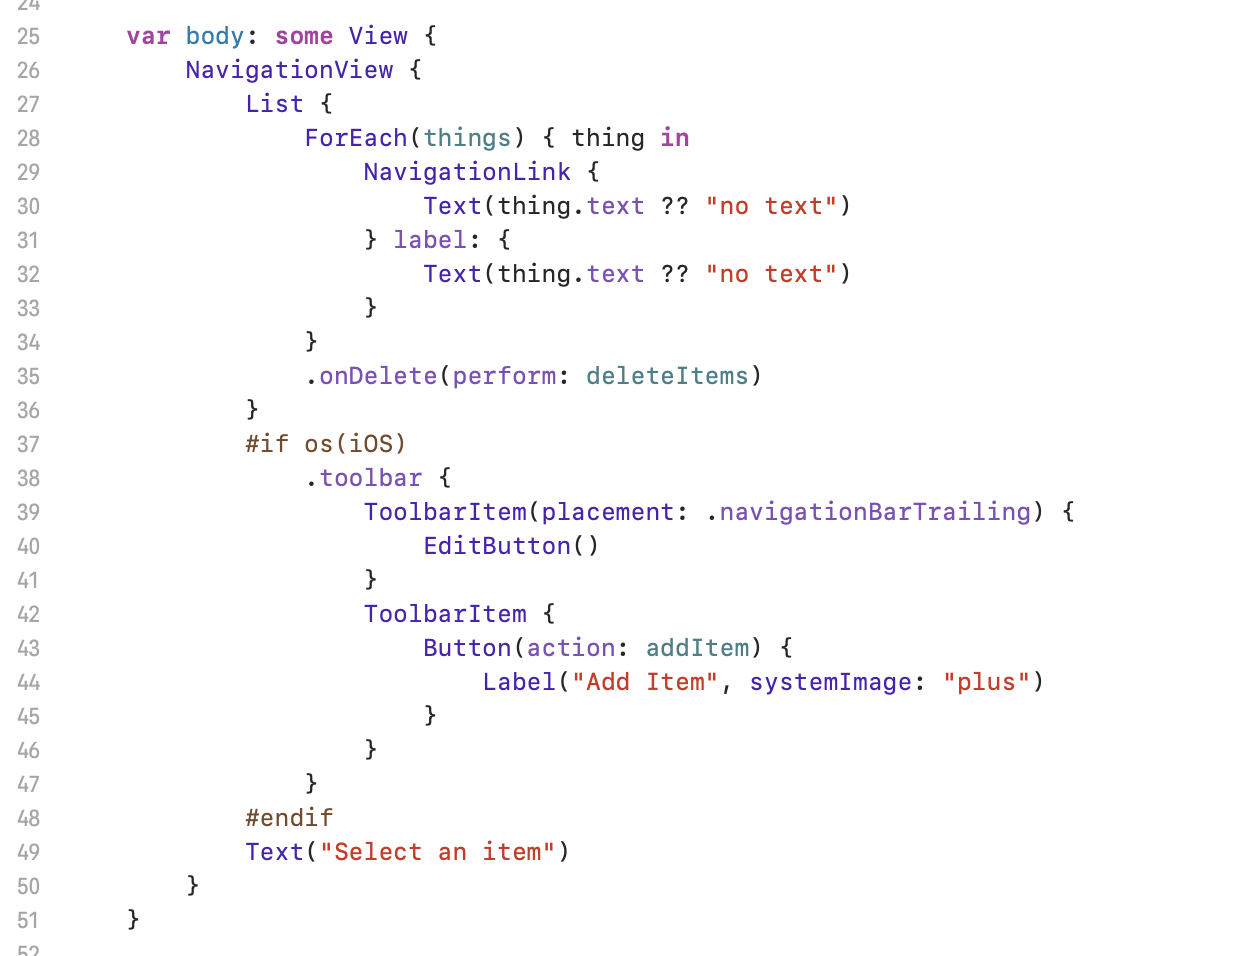 24
25 var body: some View {
26 NavigationView {
27 List {
28 ForEach(things) { thing in
29 NavigationLink {
30 Text(thing.text ?? "no text")
31 } label: {
32 Text(thing.text ?? "no text")
33 }
34 }
35 .onDelete(perform: deleteItems)
36 }
37 #if os(iOS)
38 .toolbar {
39 ToolbarItem(placement: .navigationBarTrailing) {
40 EditButton()
41 }
42 ToolbarItem {
43 Button(action: addItem) {
44 Label("Add Item", systemImage: "plus")
45 }
46 }
47 }
48 #endif
49 Text("Select an item")
50 }
51 }
52